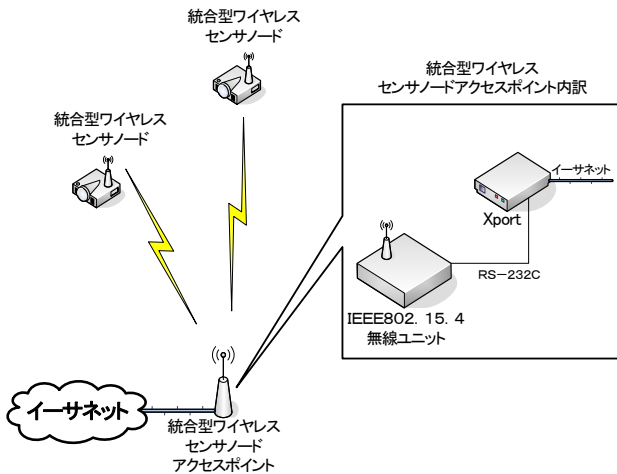 統合型ワイヤレス
センサノード
統合型ワイヤレス
センサノード
統合型ワイヤレス
センサノードアクセスポイント内訳
イーサネット
Xport
RS-232C
IEEE802.15.4
無線ユニット
イーサネット
統合型ワイヤレス
センサノード
アクセスポイント